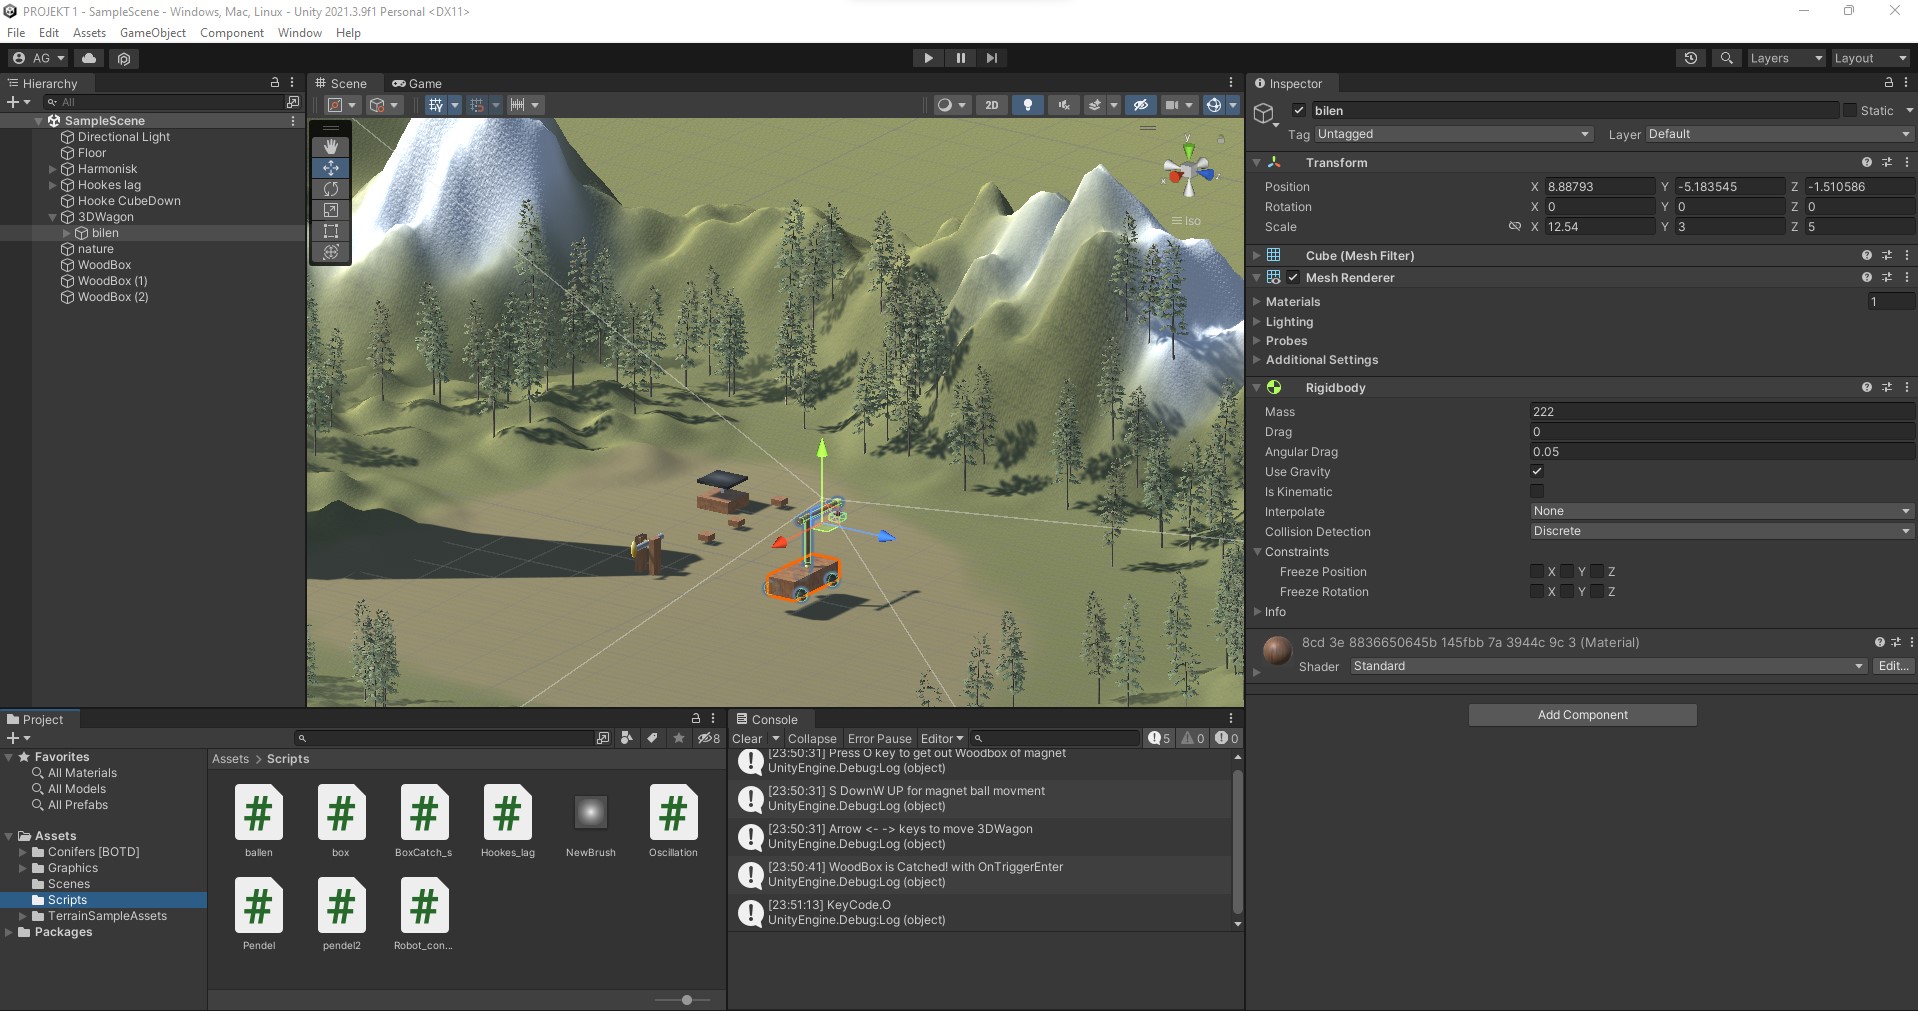 PROJEKT 1 - SampleScene - Windows, Mac, Linux - Unity 2021.3.9f1 Personal <DX11>
File Edit Assets GameObject Component Window Help
AG
Layers
Layout
Hierarchy
All
SampleScene
Directional Light
Floor
Harmonisk
Hookes lag
Hooke CubeDown
3DWagon
bilen
nature
WoodBox
WoodBox (1)
WoodBox (2)
Scene
Game
2D
y
x
z
Iso
Inspector
bilen
Static
Tag Untagged
Layer Default
Transform
Position X 8.88793 Y -5.183545 Z -1.510586
Rotation X 0 Y 0 Z 0
Scale X 12.54 Y 3 Z 5
Cube (Mesh Filter)
Mesh Renderer
Materials 1
Lighting
Probes
Additional Settings
Rigidbody
Mass 222
Drag 0
Angular Drag 0.05
Use Gravity
Is Kinematic
Interpolate None
Collision Detection Discrete
Constraints
Freeze Position X Y Z
Freeze Rotation X Y Z
Info
8cd 3e 8836650645b 145fbb 7a 3944c 9c 3 (Material)
Shader Standard Edit...
Add Component
Project
8
Favorites
All Materials
All Models
All Prefabs
Assets
Conifers [BOTD]
Graphics
Scenes
Scripts
TerrainSampleAssets
Packages
Assets > Scripts
ballen
box
BoxCatch_s
Hookes_lag
NewBrush
Oscillation
Pendel
pendel2
Robot_con...
Console
Clear Collapse Error Pause Editor 5 0 0
[23:50:31] Press O key to get out Woodbox of magnet
UnityEngine.Debug:Log (object)
[23:50:31] S DownW UP for magnet ball movment
UnityEngine.Debug:Log (object)
[23:50:31] Arrow <- -> keys to move 3DWagon
UnityEngine.Debug:Log (object)
[23:50:41] WoodBox is Catched! with OnTriggerEnter
UnityEngine.Debug:Log (object)
[23:51:13] KeyCode.O
UnityEngine.Debug:Log (object)